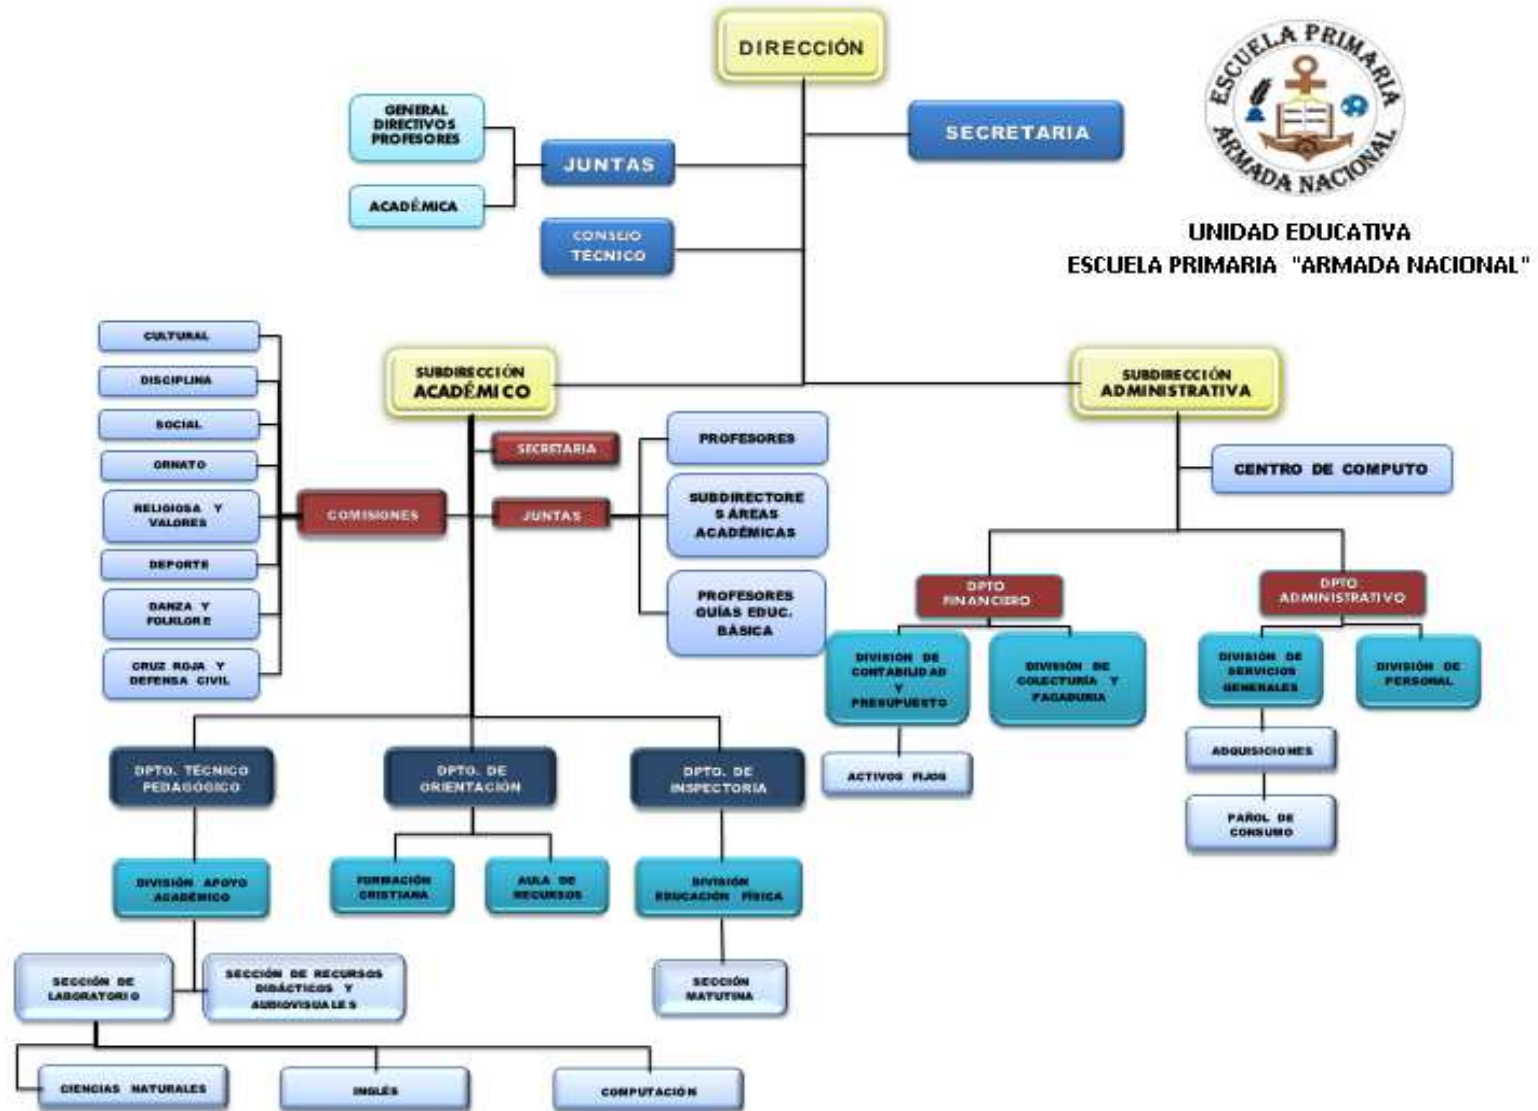 DIRECCIÓN
ESCUELA PRIMARIA
ARMADA NACIONAL
GENERAL
DIRECTIVOS
PROFESORES
SECRETARIA
JUNTAS
ACADÉMICA
CONSEJO
TÉCNICO
UNIDAD EDUCATIVA
ESCUELA PRIMARIA "ARMADA NACIONAL"
CULTURAL
DISCIPLINA
SOCIAL
ORNATO
RELIGIOSA Y
VALORES
DEPORTE
DANZA Y
FOLKLORE
CRUZ ROJA Y
DEFENSA CIVIL
COMISIONES
SUBDIRECCIÓN
ACADÉMICO
SECRETARIA
JUNTAS
PROFESORES
SUBDIRECTORE
S ÁREAS
ACADÉMICAS
PROFESORES
GUÍAS EDUC.
BÁSICA
SUBDIRECCIÓN
ADMINISTRATIVA
CENTRO DE COMPUTO
DPTO
FINANCIERO
DPTO
ADMINISTRATIVO
DIVISIÓN DE
CONTABILIDAD
Y
PRESUPUESTO
DIVISIÓN DE
COLECTURÍA Y
PAGADURIA
DIVISIÓN DE
SERVICIOS
GENERALES
DIVISIÓN DE
PERSONAL
ACTIVOS FIJOS
ADQUISICIONES
PAÑOL DE
CONSUMO
DPTO. TÉCNICO
PEDAGÓGICO
DPTO. DE
ORIENTACIÓN
DPTO. DE
INSPECTORIA
DIVISIÓN APOYO
ACADÉMICO
FORMACIÓN
CRISTIANA
AULA DE
RECURSOS
DIVISIÓN
EDUCACIÓN FÍSICA
SECCIÓN DE
LABORATORIO
SECCIÓN DE RECURSOS
DIDÁCTICOS Y
AUDIOVISUALES
SECCIÓN
MATUTINA
CIENCIAS NATURALES
INGLÉS
COMPUTACIÓN